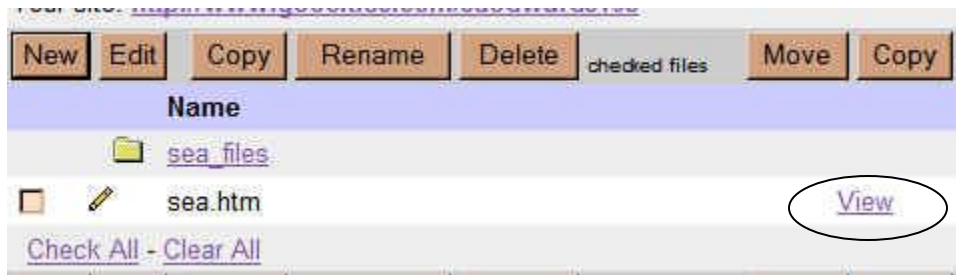 New Edit Copy Rename Delete checked files Move Copy
Name
sea_files
sea.htm View
Check All - Clear All